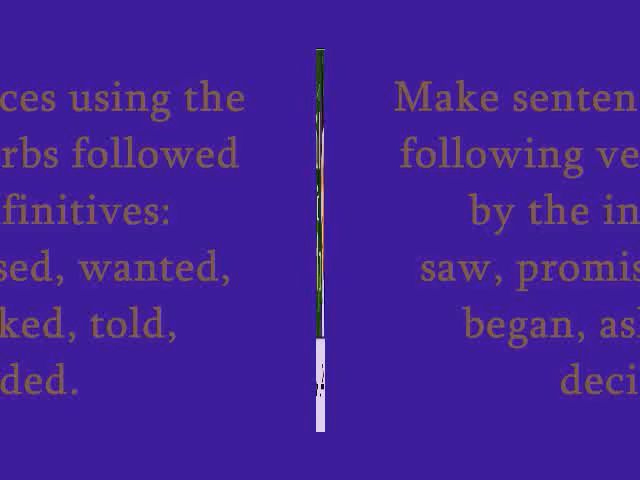 ces using the
rbs followed
finitives:
sed, wanted,
ked, told,
ded.
Make senten
following ve
by the in
saw, promis
began, as
deci